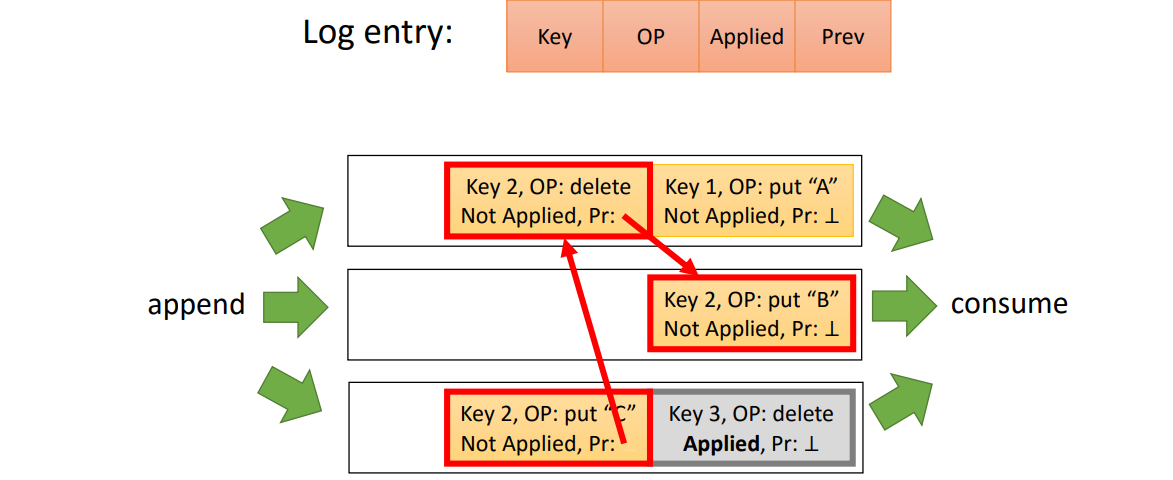 Log entry:
Key OP Applied Prev
Key 2, OP: delete
Not Applied, Pr:
Key 1, OP: put “A”
Not Applied, Pr: ⊥
append
Key 2, OP: put “B”
Not Applied, Pr: ⊥
consume
Key 2, OP: put “C”
Not Applied, Pr:
Key 3, OP: delete
Applied, Pr: ⊥